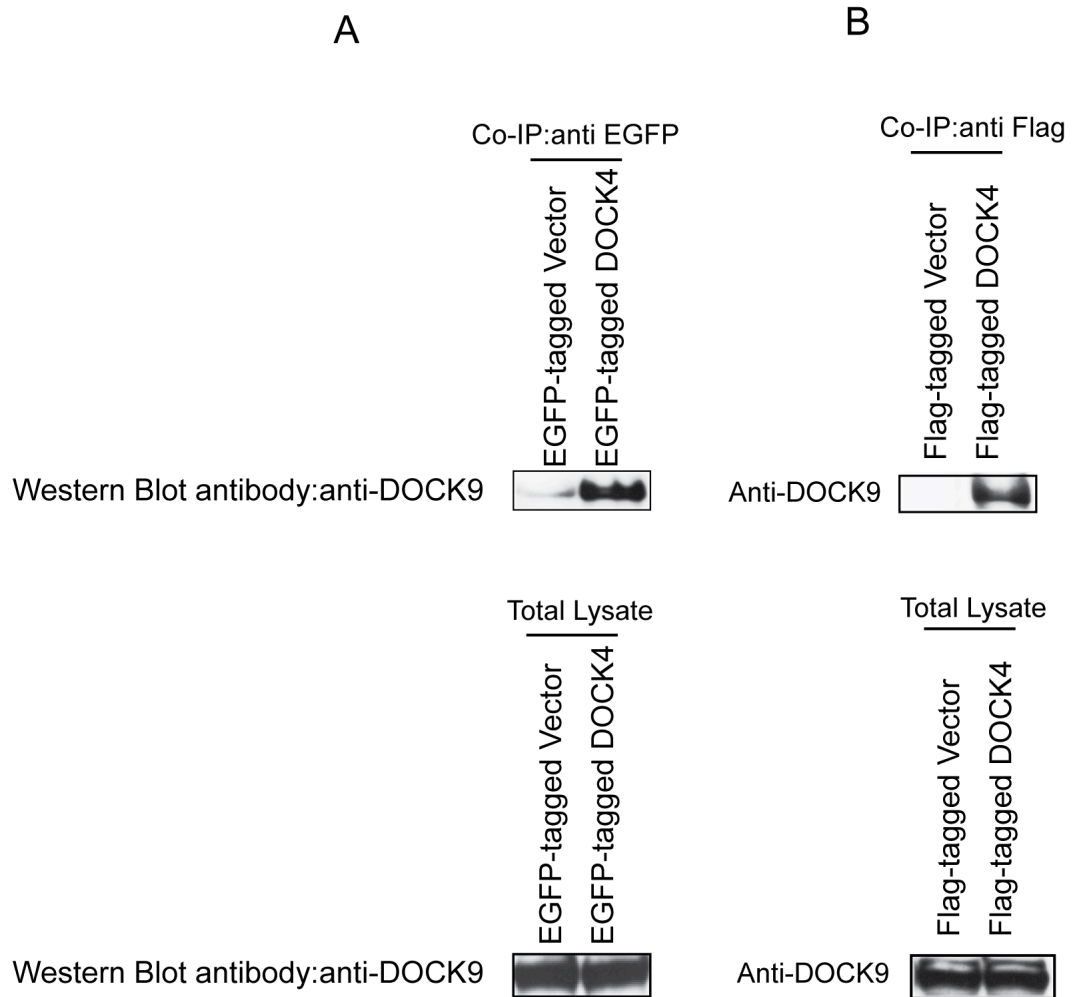 A
Co-IP:anti EGFP
EGFP-tagged Vector
EGFP-tagged DOCK4
Western Blot antibody:anti-DOCK9
Total Lysate
EGFP-tagged Vector
EGFP-tagged DOCK4
Western Blot antibody:anti-DOCK9
B
Co-IP:anti Flag
Flag-tagged Vector
Flag-tagged DOCK4
Anti-DOCK9
Total Lysate
Flag-tagged Vector
Flag-tagged DOCK4
Anti-DOCK9